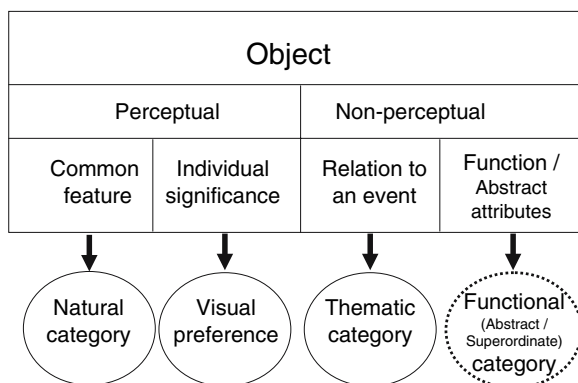 Object
Perceptual
Non-perceptual
Common
feature
Individual
significance
Relation to
an event
Function /
Abstract
attributes
Natural
category
Visual
preference
Thematic
category
Functional
(Abstract /
Superordinate)
category